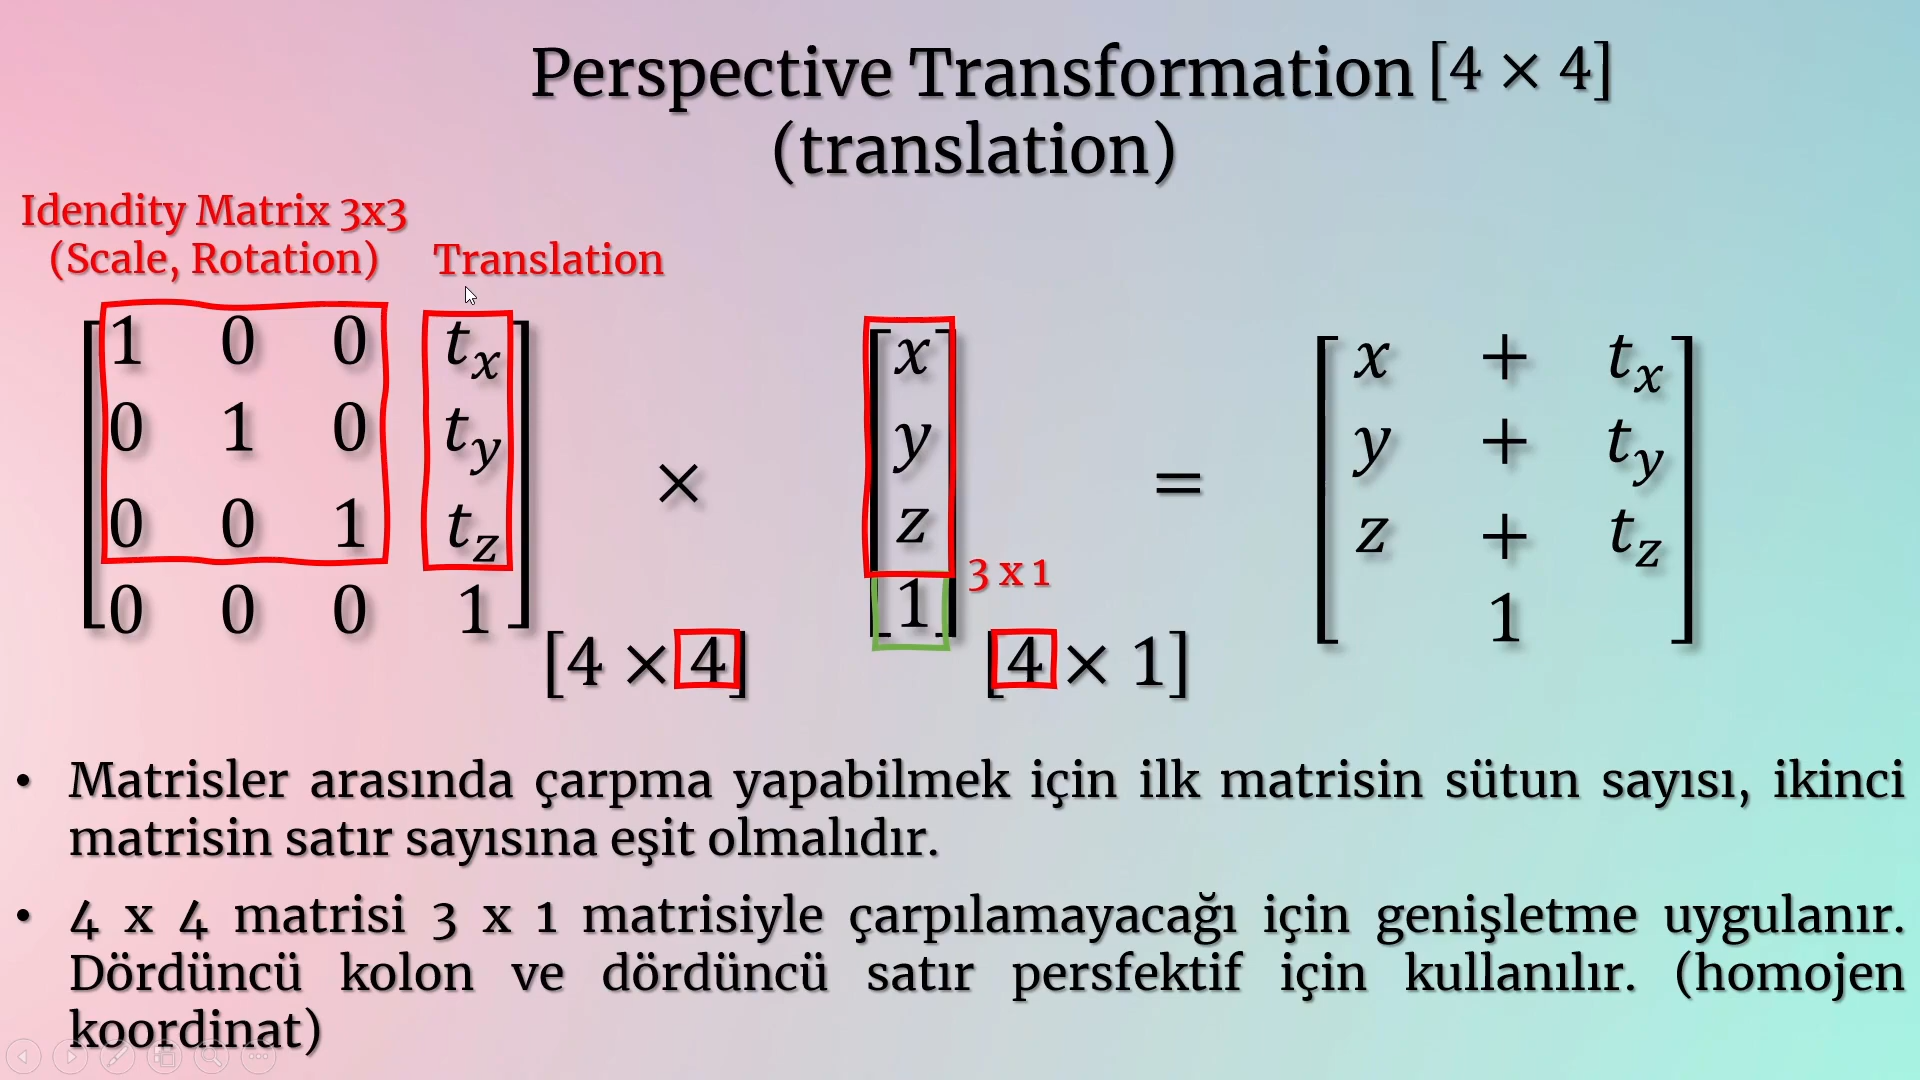 Perspective Transformation [4 × 4]
(translation)
Idendity Matrix 3x3
(Scale, Rotation)
Translation
1 0 0 tx
0 1 0 ty
0 0 1 tz
0 0 0 1
[4 × 4]
×
x
y
z
1
3 x 1
[4 × 1]
=
x + tx
y + ty
z + tz
1
• Matrisler arasında çarpma yapabilmek için ilk matrisin sütun sayısı, ikinci
matrisin satır sayısına eşit olmalıdır.
• 4 x 4 matrisi 3 x 1 matrisiyle çarpılamayacağı için genişletme uygulanır.
Dördüncü kolon ve dördüncü satır persfektif için kullanılır. (homojen
koordinat)